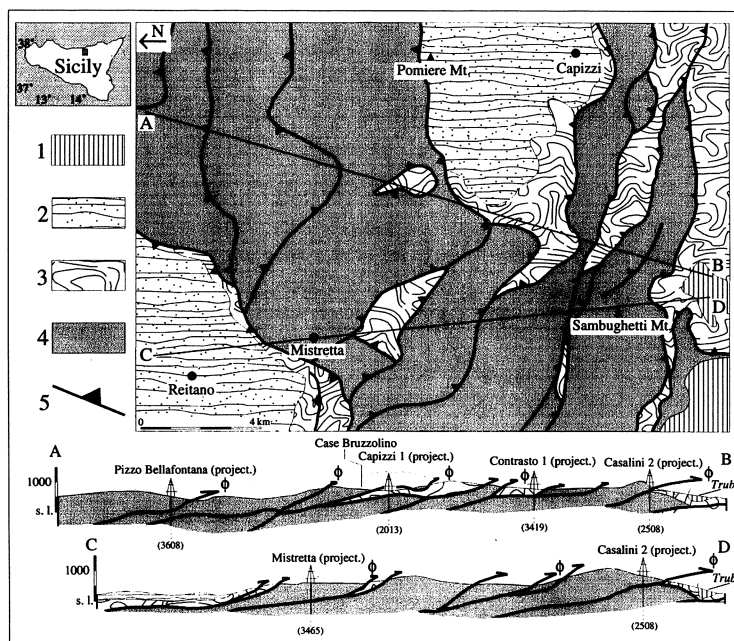 N
38°
Sicily
37°
13° 14°
Pomiere Mt.
Capizzi
A
1
2
3
4
5
B
D
Sambughetti Mt.
C
Mistretta
Reitano
0 4 km
A
Case Bruzzolino
Capizzi 1 (project.)
B
Pizzo Bellafontana (project.)
Contrasto 1 (project.)
Casalini 2 (project.)
1000
ϕ ϕ ϕ ϕ ϕ
Trub
s. l.
(3608)
(2013)
(3419)
(2508)
C
Mistretta (project.)
Casalini 2 (project.)
D
1000
ϕ ϕ ϕ
Trub
s. l.
(3465)
(2508)